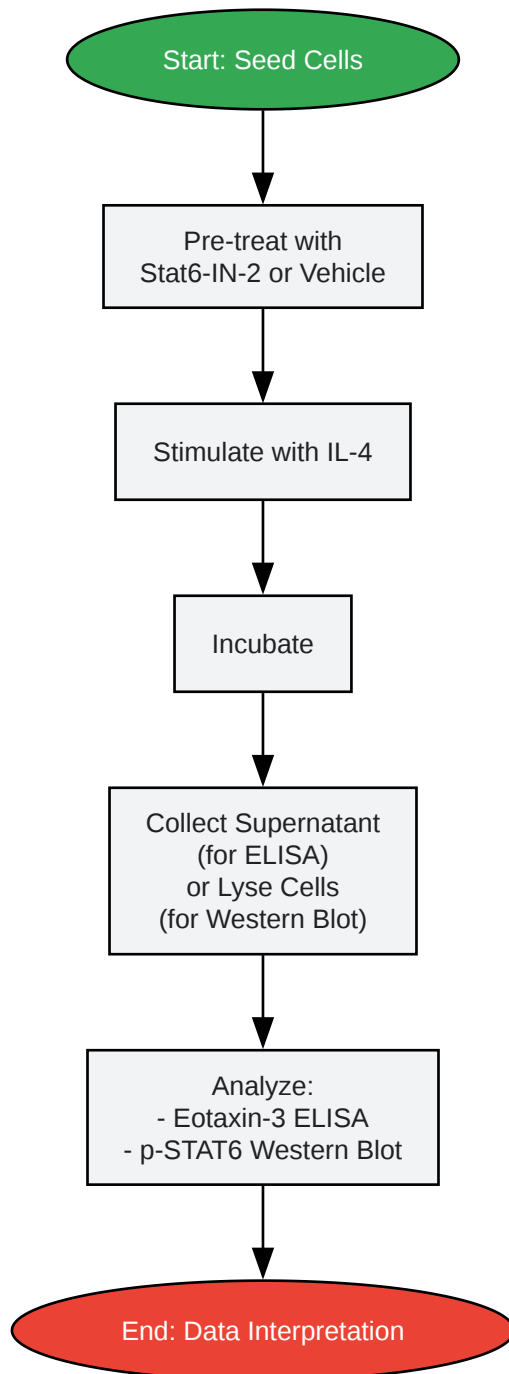 Start: Seed Cells
Pre-treat with
Stat6-IN-2 or Vehicle
Stimulate with IL-4
Incubate
Collect Supernatant
(for ELISA)
or Lyse Cells
(for Western Blot)
Analyze:
- Eotaxin-3 ELISA
- p-STAT6 Western Blot
End: Data Interpretation